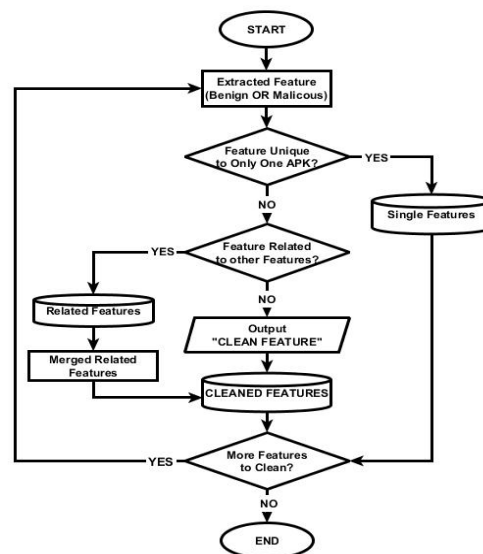 START
Extracted Feature
(Benign OR Malicous)
Feature Unique
to Only One APK?
YES
NO
Single Features
Feature Related
to other Features?
YES
NO
Related Features
Output
"CLEAN FEATURE"
Merged Related
Features
CLEANED FEATURES
More Features
to Clean?
YES
NO
END